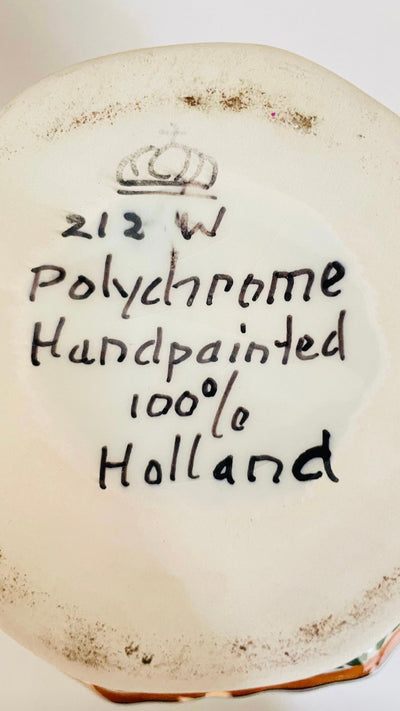 212 W
Polychrome
Handpainted
100%
Holland